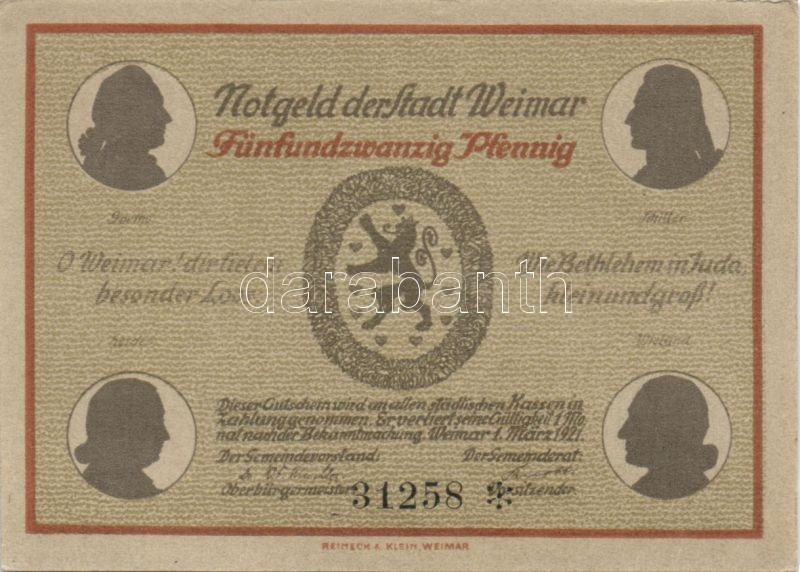 Notgeld der Stadt Weimar
Fünfundzwanzig Pfennig
Goethe
Schiller
O Weimar! dir fiel ein
besonder Los:
Wie Bethlehem in Juda,
klein und groß!
Herder
Wieland
darabanth
Dieser Gutschein wird an allen städtischen Kassen in
Zahlung genommen. Er verliert seine Gültigkeit 1 Mo
nat nach der Bekanntmachung. Weimar 1. März 1921.
Der Gemeindevorstand: Der Gemeinderat:
Oberbürgermeister 31258 Vorsitzender
REINECK & KLEIN, WEIMAR